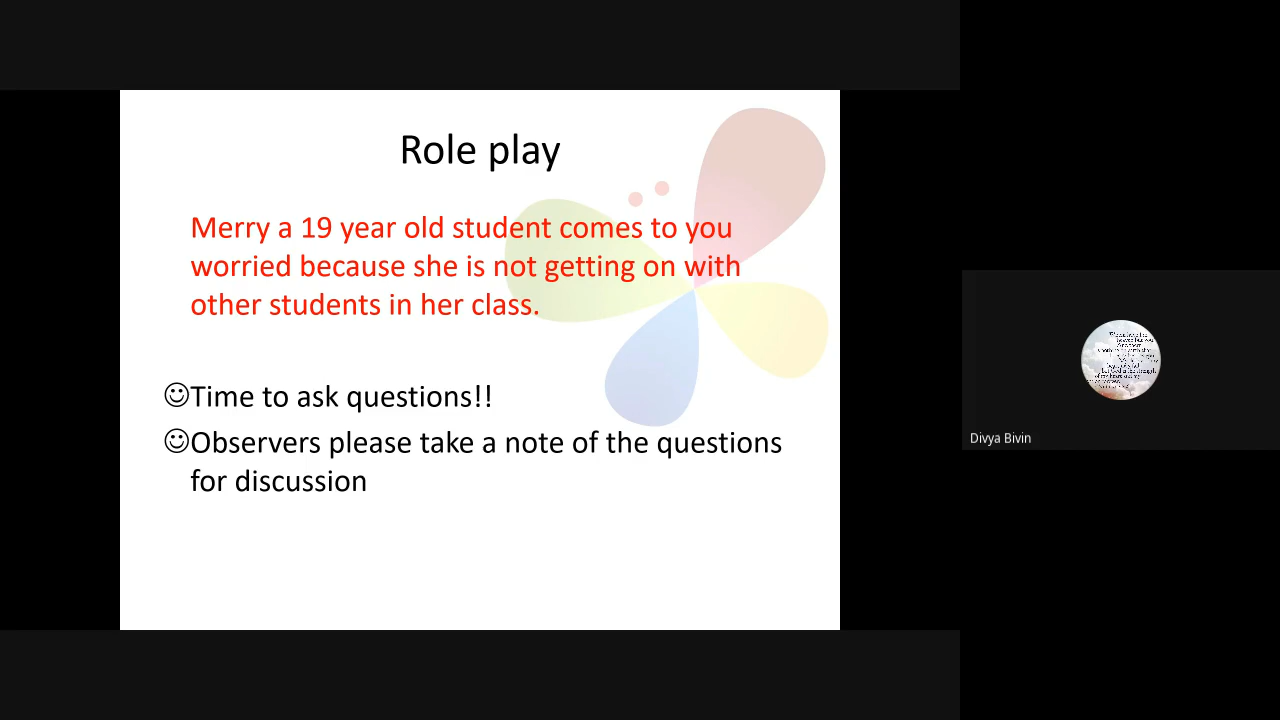 Role play
Merry a 19 year old student comes to you
worried because she is not getting on with
other students in her class.
☺Time to ask questions!!
☺Observers please take a note of the questions
for discussion
Divya Bivin